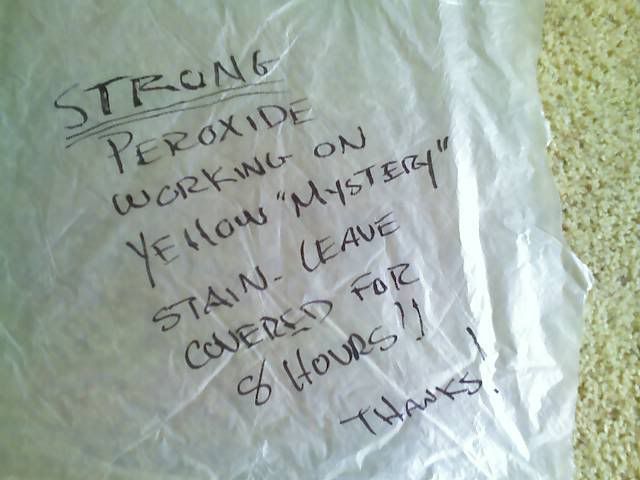 STRONG
PEROXIDE
WORKING ON
YELLOW "MYSTERY"
STAIN- LEAVE
COVERED FOR
8 HOURS!!
THANKS!